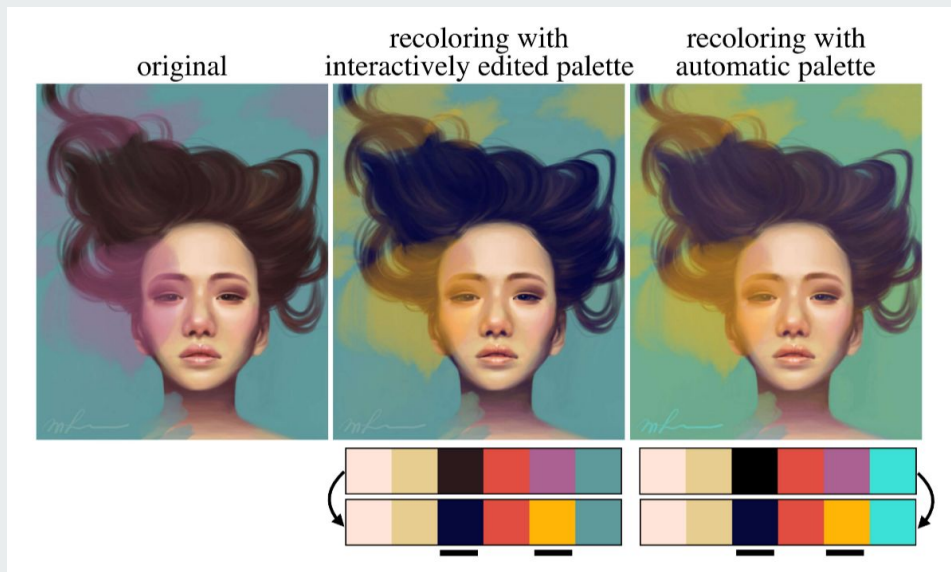 original
recoloring with
interactively edited palette
recoloring with
automatic palette